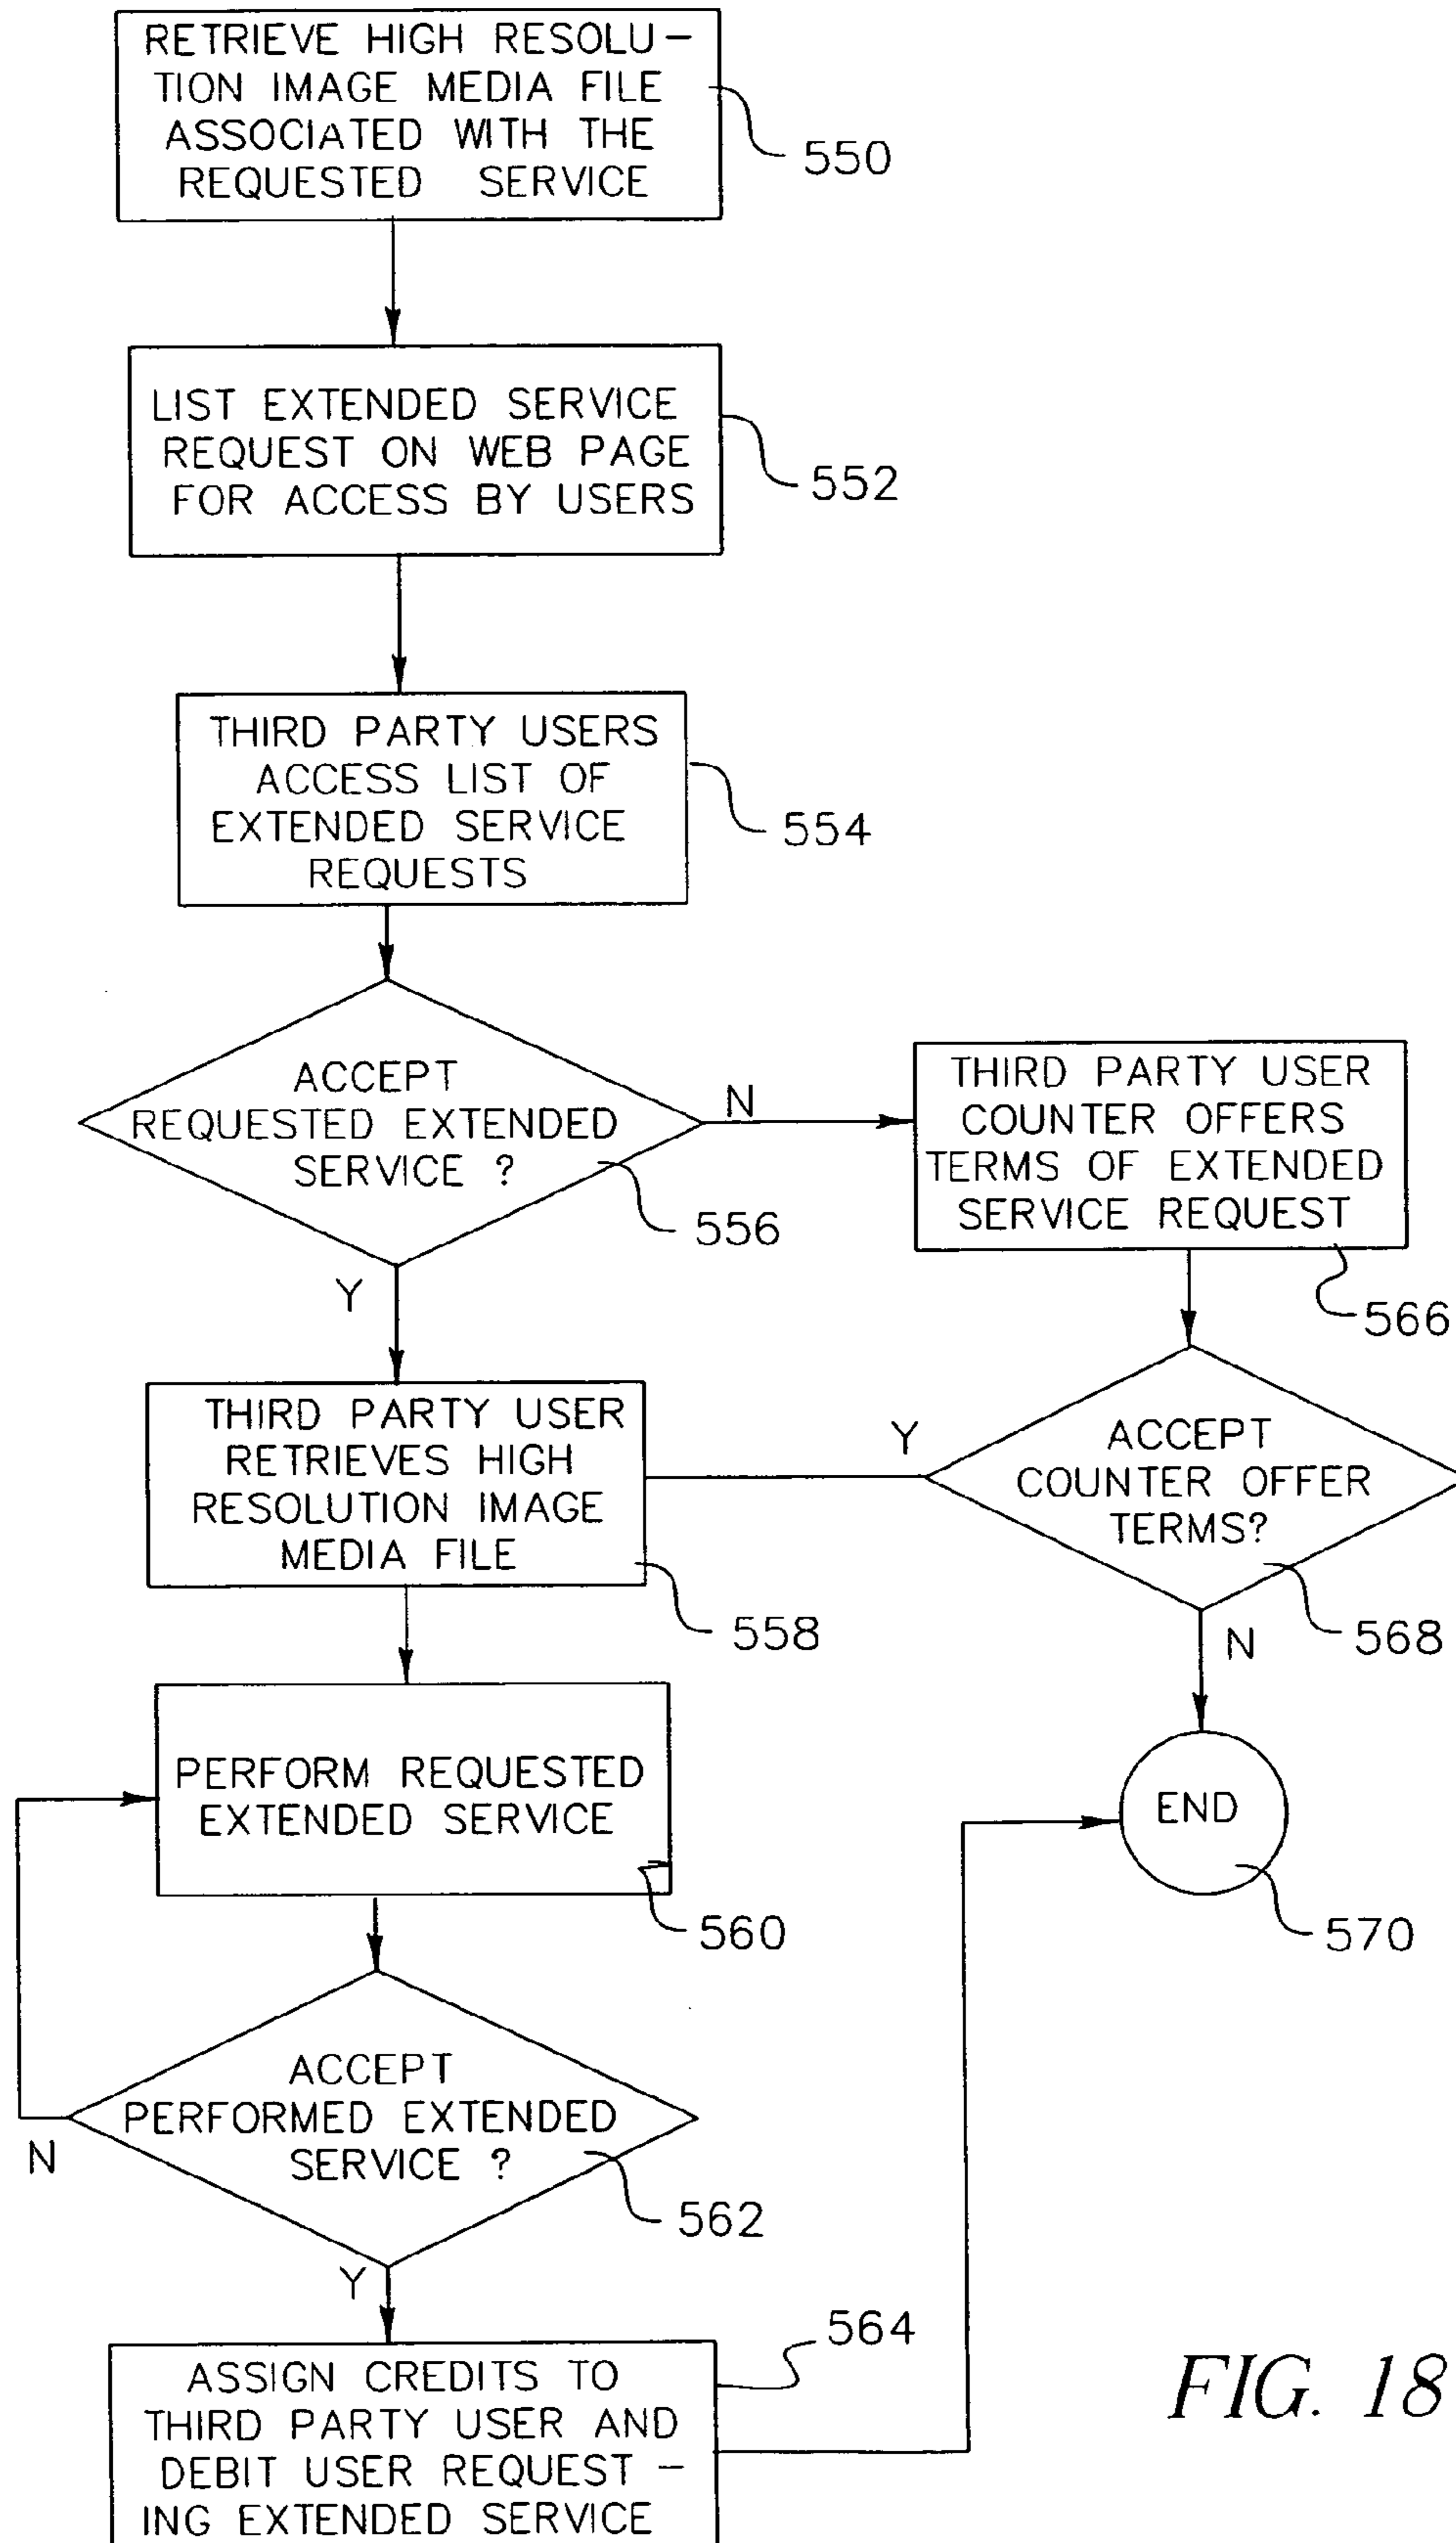 RETRIEVE HIGH RESOLU-
TION IMAGE MEDIA FILE
ASSOCIATED WITH THE
REQUESTED SERVICE
550
LIST EXTENDED SERVICE
REQUEST ON WEB PAGE
FOR ACCESS BY USERS
552
THIRD PARTY USERS
ACCESS LIST OF
EXTENDED SERVICE
REQUESTS
554
ACCEPT
REQUESTED EXTENDED
SERVICE ?
556
N
Y
THIRD PARTY USER
COUNTER OFFERS
TERMS OF EXTENDED
SERVICE REQUEST
566
THIRD PARTY USER
RETRIEVES HIGH
RESOLUTION IMAGE
MEDIA FILE
558
Y
ACCEPT
COUNTER OFFER
TERMS?
568
N
PERFORM REQUESTED
EXTENDED SERVICE
560
END
570
ACCEPT
PERFORMED EXTENDED
SERVICE ?
562
N
Y
ASSIGN CREDITS TO
THIRD PARTY USER AND
DEBIT USER REQUEST -
ING EXTENDED SERVICE
564
FIG. 18